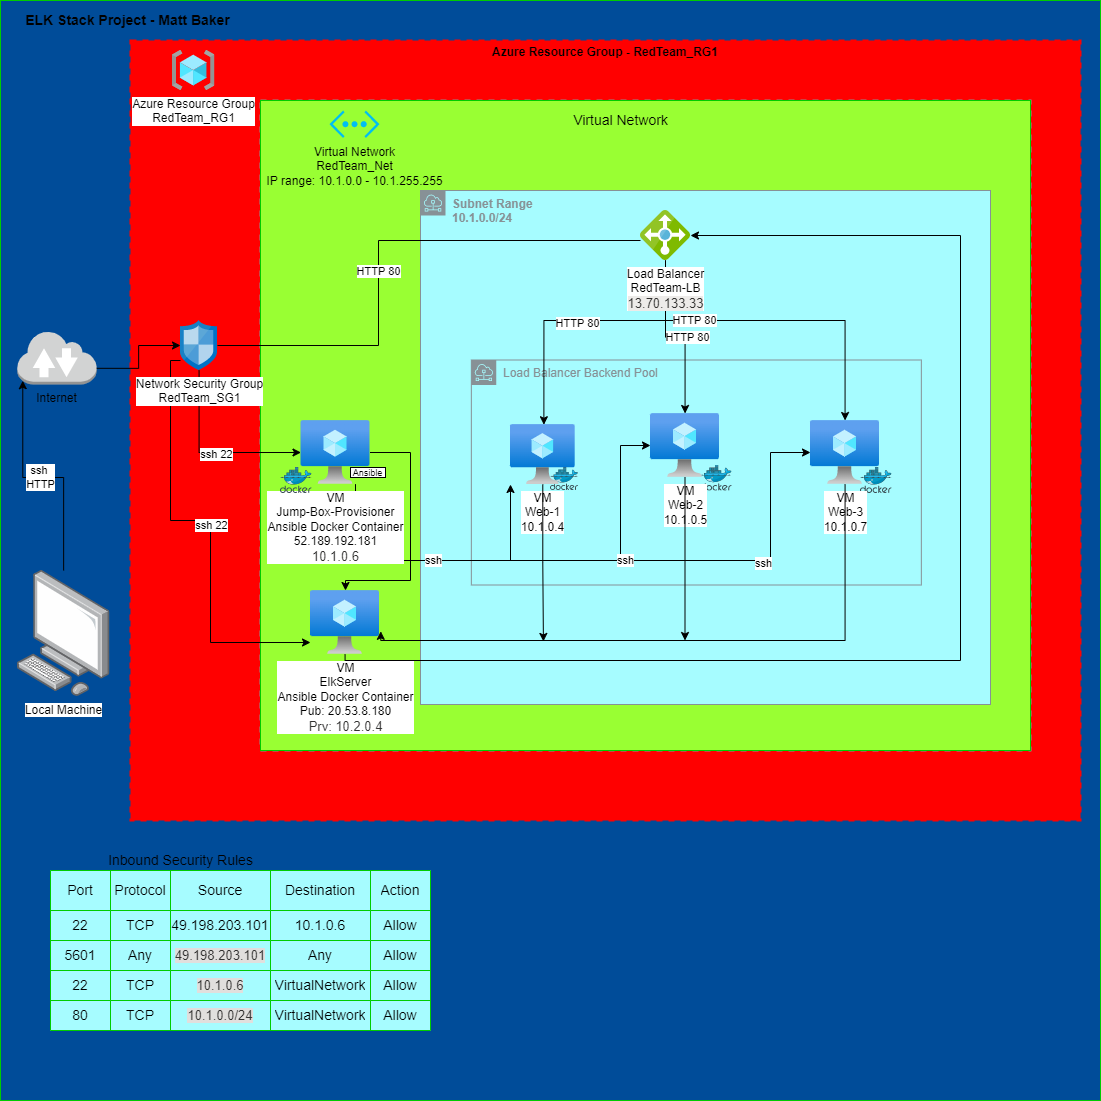 ELK Stack Project - Matt Baker
Azure Resource Group - RedTeam_RG1
Azure Resource Group
RedTeam_RG1
Virtual Network
Virtual Network
RedTeam_Net
IP range: 10.1.0.0 - 10.1.255.255
Subnet Range
10.1.0.0/24
HTTP 80
Load Balancer
RedTeam-LB
13.70.133.33
HTTP 80
HTTP 80
HTTP 80
Internet
Network Security Group
RedTeam_SG1
Load Balancer Backend Pool
ssh
HTTP
ssh 22
ssh 22
Ansible
docker
VM
Jump-Box-Provisioner
Ansible Docker Container
52.189.192.181
10.1.0.6
docker
VM
Web-1
10.1.0.4
docker
VM
Web-2
10.1.0.5
docker
VM
Web-3
10.1.0.7
ssh
ssh
ssh
Local Machine
VM
ElkServer
Ansible Docker Container
Pub: 20.53.8.180
Prv: 10.2.0.4
Inbound Security Rules
Port Protocol Source Destination Action
22 TCP 49.198.203.101 10.1.0.6 Allow
5601 Any 49.198.203.101 Any Allow
22 TCP 10.1.0.6 VirtualNetwork Allow
80 TCP 10.1.0.0/24 VirtualNetwork Allow